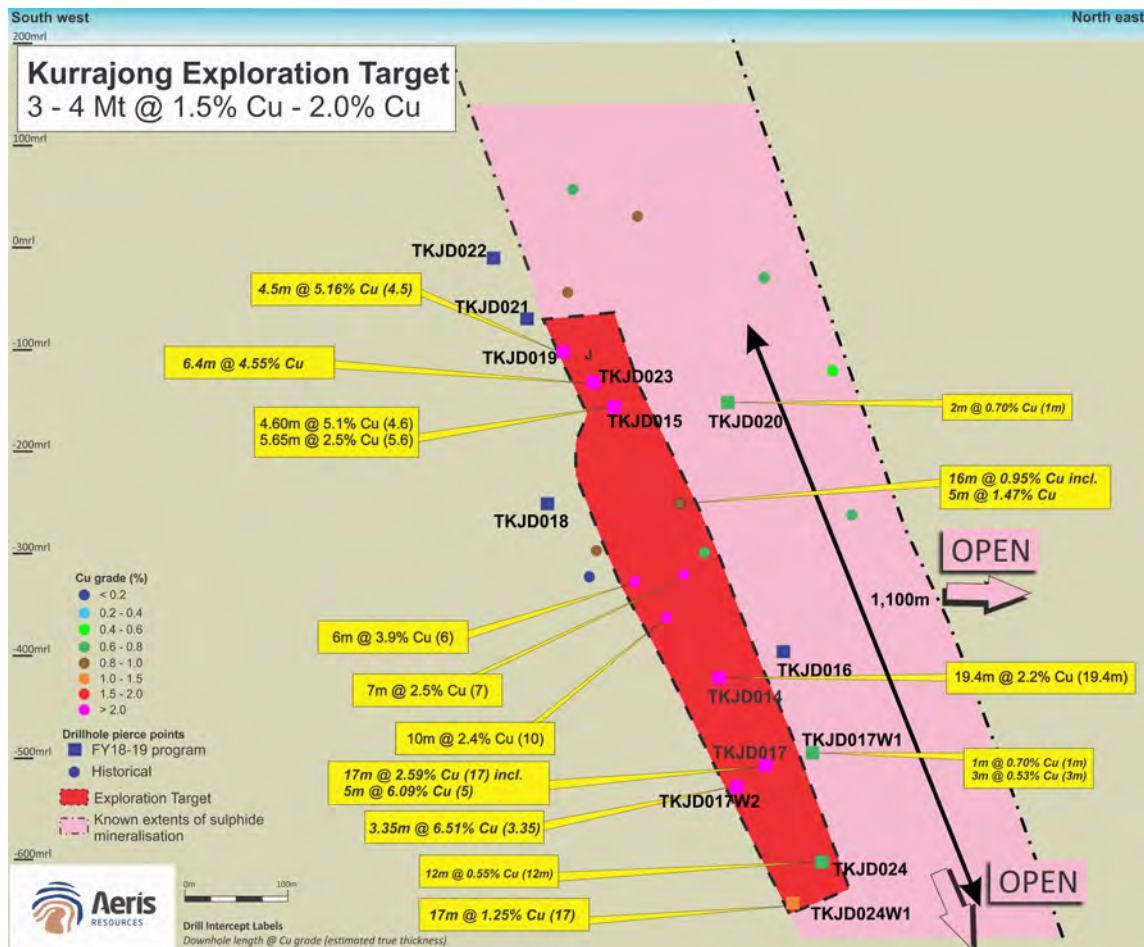 South west
North east
200mrl
Kurrajong Exploration Target
3 - 4 Mt @ 1.5% Cu - 2.0% Cu
100mrl
0mrl
TKJD022
4.5m @ 5.16% Cu (4.5)
TKJD021
-100mrl
TKJD019
J
6.4m @ 4.55% Cu
TKJD023
4.60m @ 5.1% Cu (4.6)
5.65m @ 2.5% Cu (5.6)
TKJD015
TKJD020
2m @ 0.70% Cu (1m)
-200mrl
16m @ 0.95% Cu incl.
5m @ 1.47% Cu
TKJD018
-300mrl
OPEN
Cu grade (%)
< 0.2
0.2 - 0.4
0.4 - 0.6
0.6 - 0.8
0.8 - 1.0
1.0 - 1.5
1.5 - 2.0
> 2.0
1,100m
6m @ 3.9% Cu (6)
-400mrl
TKJD016
7m @ 2.5% Cu (7)
TKJD014
19.4m @ 2.2% Cu (19.4m)
10m @ 2.4% Cu (10)
Drillhole pierce points
FY18-19 program
Historical
Exploration Target
Known extents of sulphide
mineralisation
-500mrl
TKJD017
TKJD017W1
17m @ 2.59% Cu (17) incl.
5m @ 6.09% Cu (5)
1m @ 0.70% Cu (1m)
3m @ 0.53% Cu (3m)
TKJD017W2
3.35m @ 6.51% Cu (3.35)
-600mrl
12m @ 0.55% Cu (12m)
TKJD024
OPEN
17m @ 1.25% Cu (17)
TKJD024W1
Aeris
RESOURCES
0m
100m
Drill Intercept Labels
Downhole length @ Cu grade (estimated true thickness)